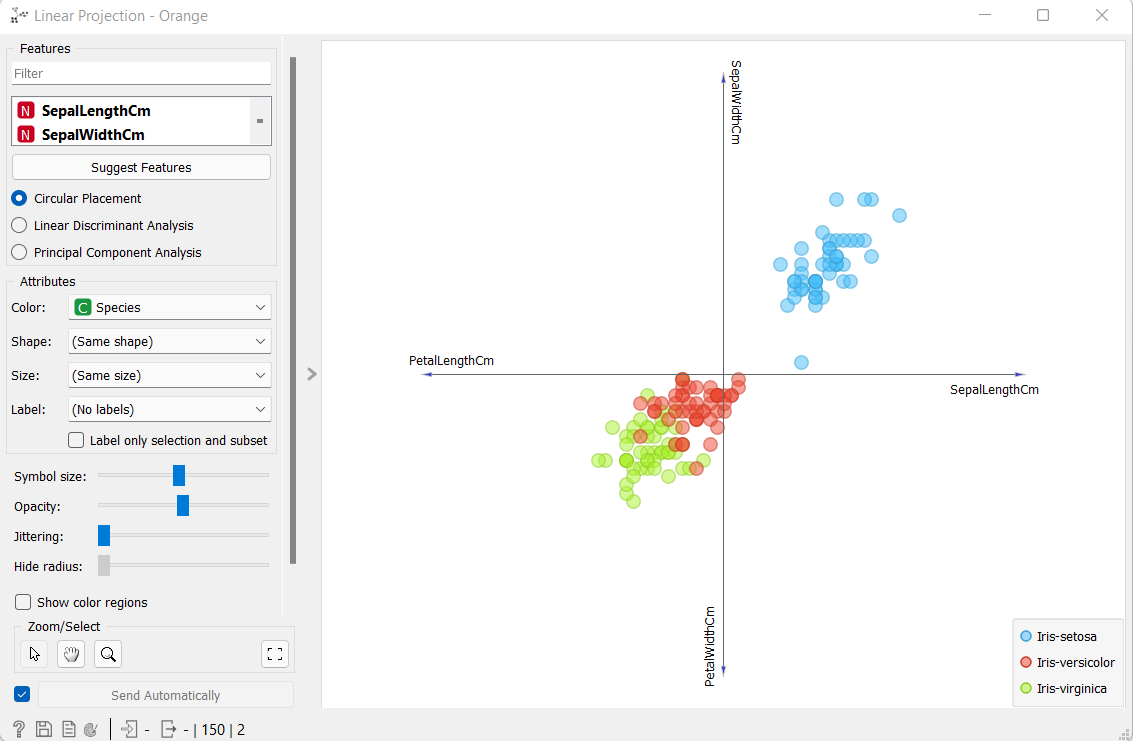 Linear Projection - Orange
Features
Filter
N SepalLengthCm
N SepalWidthCm
Suggest Features
Circular Placement
Linear Discriminant Analysis
Principal Component Analysis
Attributes
Color: C Species
Shape: (Same shape)
Size: (Same size)
Label: (No labels)
Label only selection and subset
Symbol size:
Opacity:
Jittering:
Hide radius:
Show color regions
Zoom/Select
Send Automatically
? - - | 150 | 2
SepalWidthCm
PetalLengthCm
SepalLengthCm
PetalWidthCm
Iris-setosa
Iris-versicolor
Iris-virginica